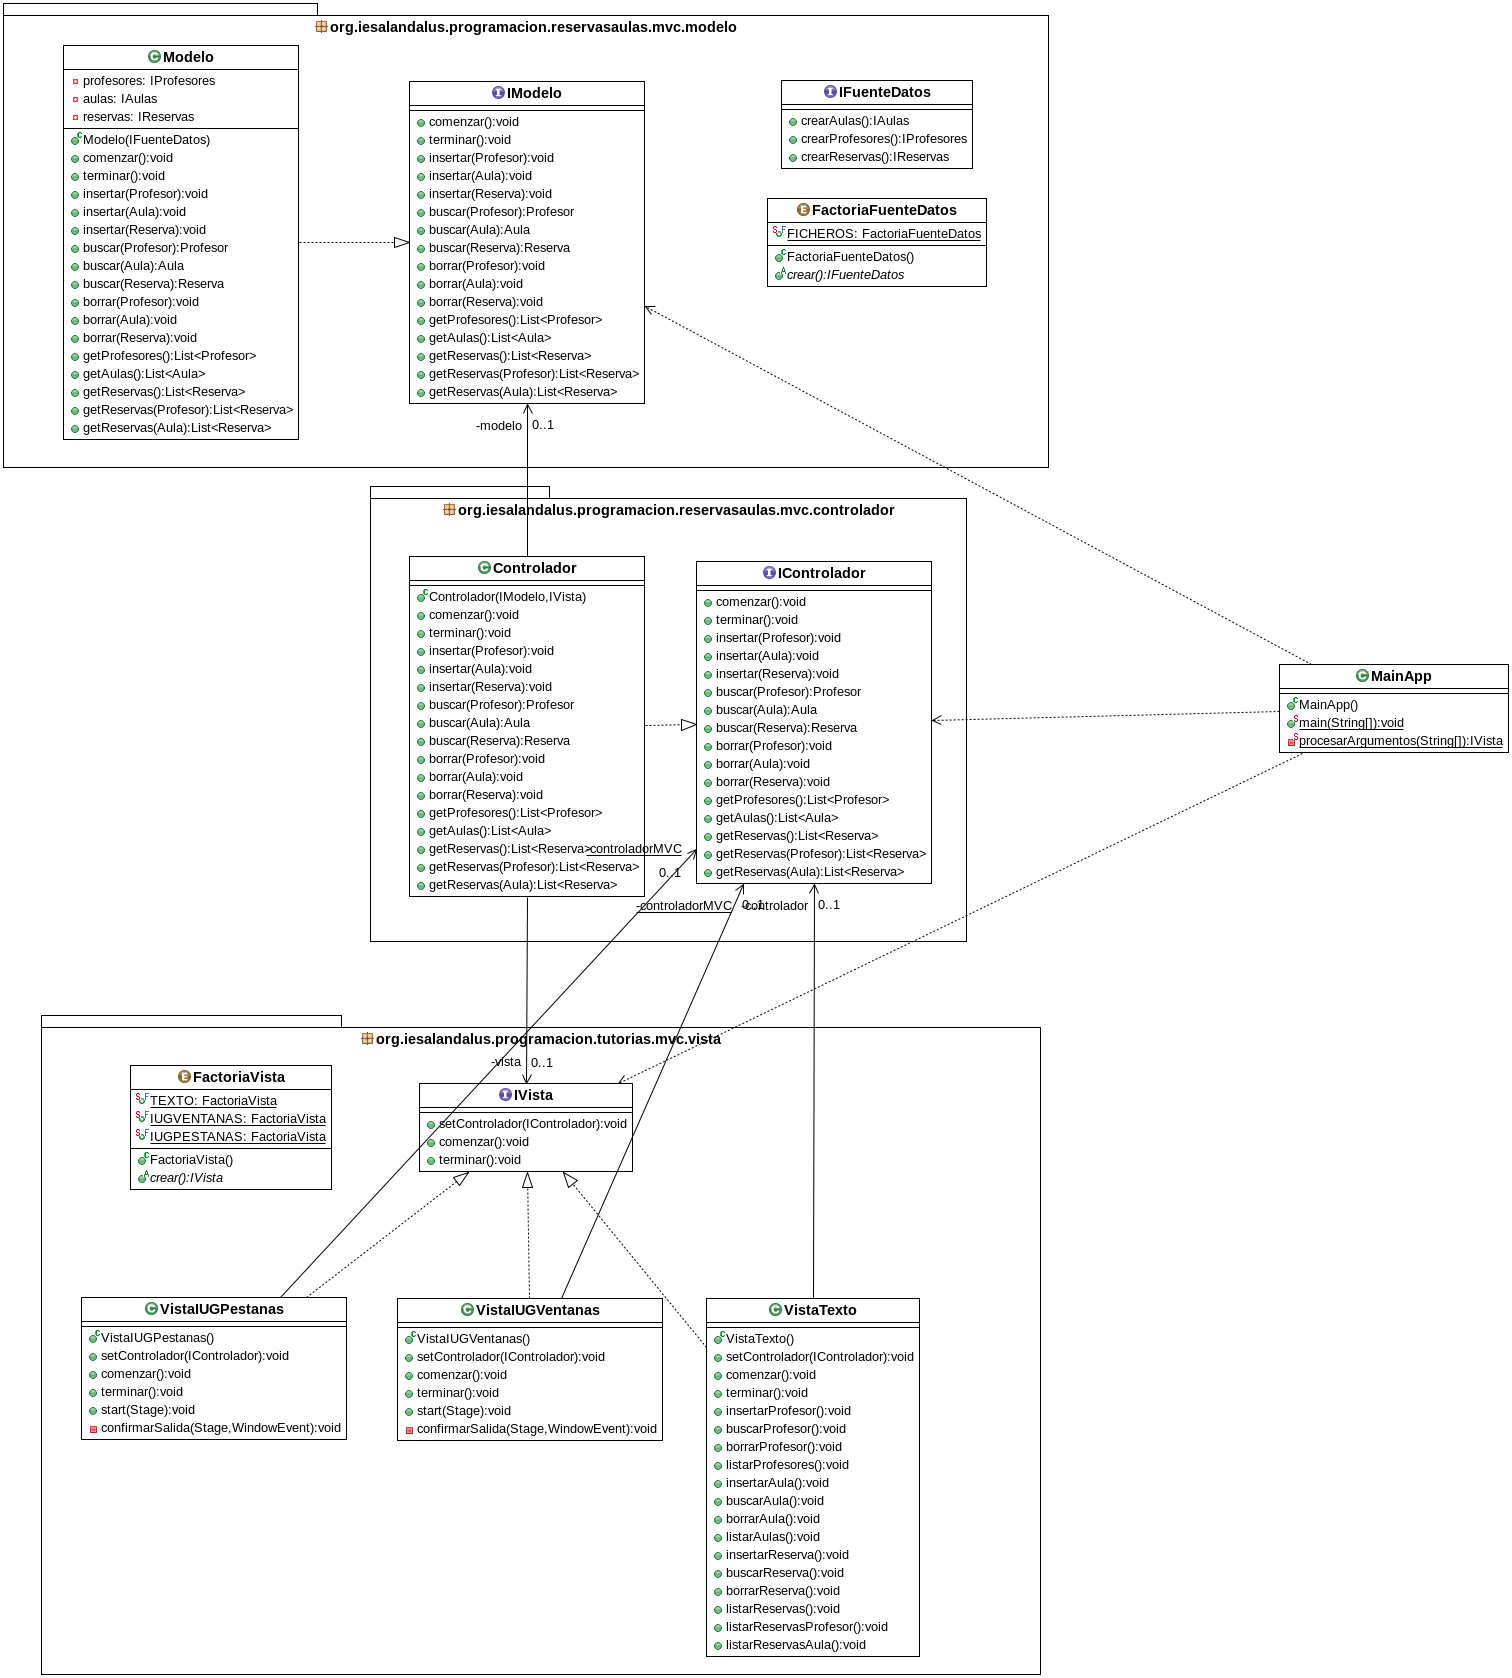 org.iesalandalus.programacion.reservasaulas.mvc.modelo
Modelo
profesores: IProfesores
aulas: IAulas
reservas: IReservas
Modelo(IFuenteDatos)
comenzar():void
terminar():void
insertar(Profesor):void
insertar(Aula):void
insertar(Reserva):void
buscar(Profesor):Profesor
buscar(Aula):Aula
buscar(Reserva):Reserva
borrar(Profesor):void
borrar(Aula):void
borrar(Reserva):void
getProfesores():List<Profesor>
getAulas():List<Aula>
getReservas():List<Reserva>
getReservas(Profesor):List<Reserva>
getReservas(Aula):List<Reserva>
IModelo
comenzar():void
terminar():void
insertar(Profesor):void
insertar(Aula):void
insertar(Reserva):void
buscar(Profesor):Profesor
buscar(Aula):Aula
buscar(Reserva):Reserva
borrar(Profesor):void
borrar(Aula):void
borrar(Reserva):void
getProfesores():List<Profesor>
getAulas():List<Aula>
getReservas():List<Reserva>
getReservas(Profesor):List<Reserva>
getReservas(Aula):List<Reserva>
IFuenteDatos
crearAulas():IAulas
crearProfesores():IProfesores
crearReservas():IReservas
FactoriaFuenteDatos
FICHEROS: FactoriaFuenteDatos
FactoriaFuenteDatos()
crear():IFuenteDatos
-modelo
0..1
org.iesalandalus.programacion.reservasaulas.mvc.controlador
Controlador
Controlador(IModelo,IVista)
comenzar():void
terminar():void
insertar(Profesor):void
insertar(Aula):void
insertar(Reserva):void
buscar(Profesor):Profesor
buscar(Aula):Aula
buscar(Reserva):Reserva
borrar(Profesor):void
borrar(Aula):void
borrar(Reserva):void
getProfesores():List<Profesor>
getAulas():List<Aula>
getReservas():List<Reserva>
getReservas(Profesor):List<Reserva>
getReservas(Aula):List<Reserva>
IControlador
comenzar():void
terminar():void
insertar(Profesor):void
insertar(Aula):void
insertar(Reserva):void
buscar(Profesor):Profesor
buscar(Aula):Aula
buscar(Reserva):Reserva
borrar(Profesor):void
borrar(Aula):void
borrar(Reserva):void
getProfesores():List<Profesor>
getAulas():List<Aula>
getReservas():List<Reserva>
getReservas(Profesor):List<Reserva>
getReservas(Aula):List<Reserva>
MainApp
MainApp()
main(String[]):void
procesarArgumentos(String[]):IVista
-controladorMVC
0..1
-controladorMVC
0..1
-controlador
0..1
org.iesalandalus.programacion.tutorias.mvc.vista
-vista
0..1
FactoriaVista
TEXTO: FactoriaVista
IUGVENTANAS: FactoriaVista
IUGPESTANAS: FactoriaVista
FactoriaVista()
crear():IVista
IVista
setControlador(IControlador):void
comenzar():void
terminar():void
VistaIUGPestanas
VistaIUGPestanas()
setControlador(IControlador):void
comenzar():void
terminar():void
start(Stage):void
confirmarSalida(Stage,WindowEvent):void
VistaIUGVentanas
VistaIUGVentanas()
setControlador(IControlador):void
comenzar():void
terminar():void
start(Stage):void
confirmarSalida(Stage,WindowEvent):void
VistaTexto
VistaTexto()
setControlador(IControlador):void
comenzar():void
terminar():void
insertarProfesor():void
buscarProfesor():void
borrarProfesor():void
listarProfesores():void
insertarAula():void
buscarAula():void
borrarAula():void
listarAulas():void
insertarReserva():void
buscarReserva():void
borrarReserva():void
listarReservas():void
listarReservasProfesor():void
listarReservasAula():void